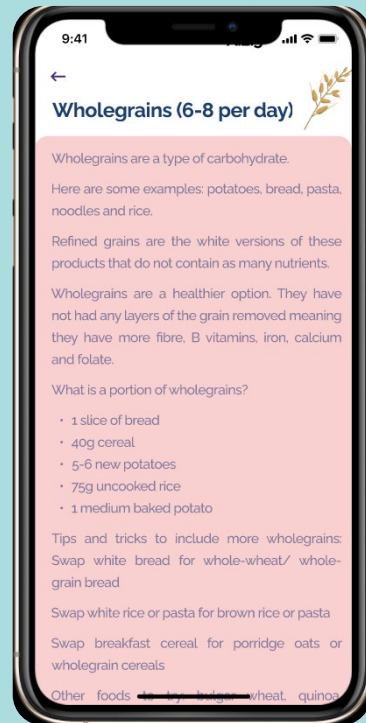 9:41
Wholegrains (6-8 per day)
Wholegrains are a type of carbohydrate.
Here are some examples: potatoes, bread, pasta,
noodles and rice.
Refined grains are the white versions of these
products that do not contain as many nutrients.
Wholegrains are a healthier option. They have
not had any layers of the grain removed meaning
they have more fibre, B vitamins, iron, calcium
and folate.
What is a portion of wholegrains?
• 1 slice of bread
• 40g cereal
• 5-6 new potatoes
• 75g uncooked rice
• 1 medium baked potato
Tips and tricks to include more wholegrains:
Swap white bread for whole-wheat/ whole-
grain bread
Swap white rice or pasta for brown rice or pasta
Swap breakfast cereal for porridge oats or
wholegrain cereals
Other foods to try: bulgar wheat, quinoa,